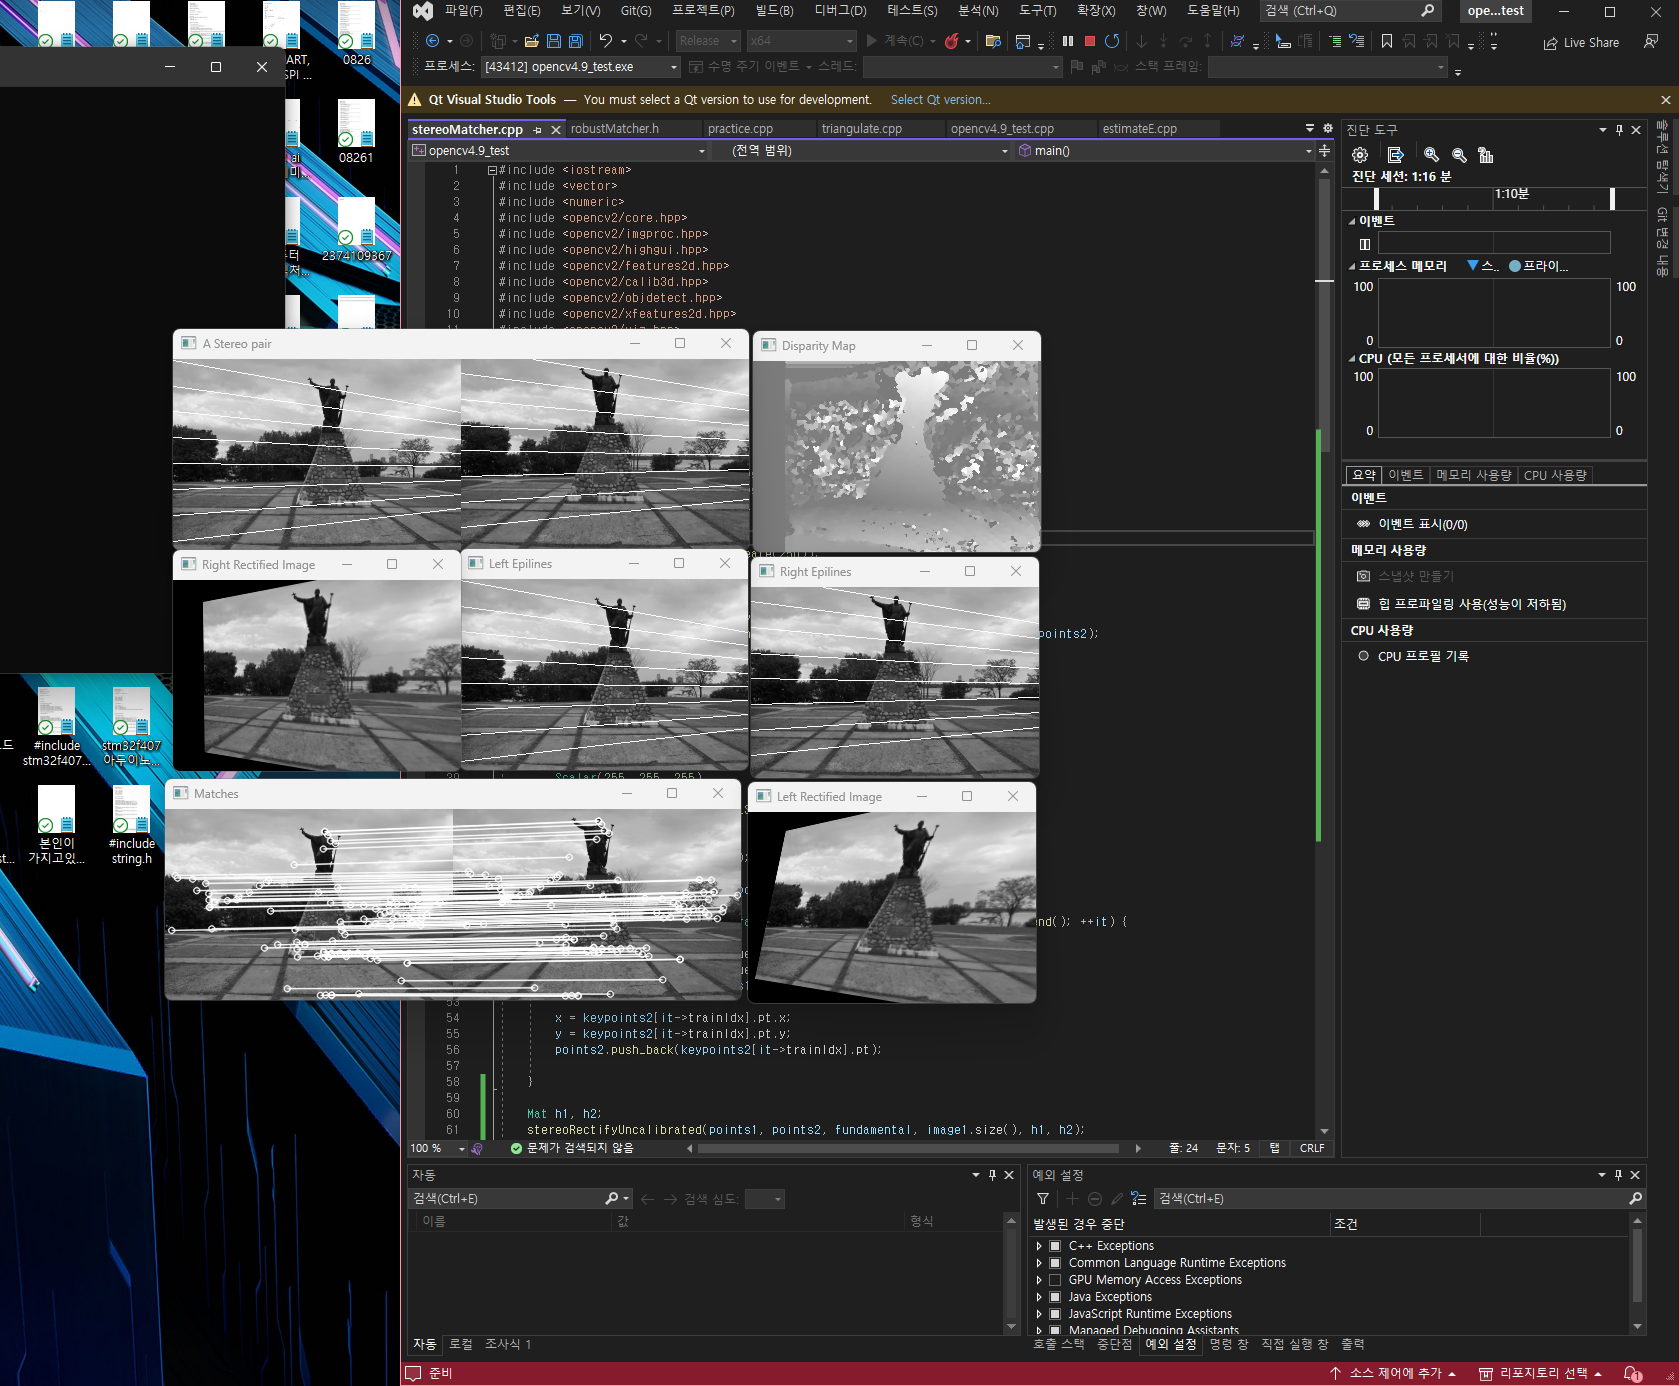 파일(F) 편집(E) 보기(V) Git(G) 프로젝트(P) 빌드(B) 디버그(D) 테스트(S) 분석(N) 도구(T) 확장(X) 창(W) 도움말(H) 검색 (Ctrl+Q) ope...test
Release x64 계속(C) Live Share
프로세스: [43412] opencv4.9_test.exe 수명 주기 이벤트 스레드: 스택 프레임:
Qt Visual Studio Tools — You must select a Qt version to use for development. Select Qt version...
stereoMatcher.cpp robustMatcher.h practice.cpp triangulate.cpp opencv4.9_test.cpp estimateE.cpp
opencv4.9_test (전역 범위) main()
1 #include <iostream>
2 #include <vector>
3 #include <numeric>
4 #include <opencv2/core.hpp>
5 #include <opencv2/imgproc.hpp>
6 #include <opencv2/highgui.hpp>
7 #include <opencv2/features2d.hpp>
8 #include <opencv2/calib3d.hpp>
9 #include <opencv2/objdetect.hpp>
10 #include <opencv2/xfeatures2d.hpp>
A Stereo pair
Disparity Map
Right Rectified Image
Left Epilines
Right Epilines
points2);
Scalar(255, 255, 255)
Matches
Left Rectified Image
nd(); ++it) {
53
54 x = keypoints2[it->trainIdx].pt.x;
55 y = keypoints2[it->trainIdx].pt.y;
56 points2.push_back(keypoints2[it->trainIdx].pt);
57
58 }
59
60 Mat h1, h2;
61 stereoRectifyUncalibrated(points1, points2, fundamental, image1.size(), h1, h2);
100 % 문제가 검색되지 않음 줄: 24 문자: 5 탭 CRLF
진단 도구
진단 세션: 1:16 분
1:10분
이벤트
프로세스 메모리 스.. 프라이...
100 100
0 0
CPU (모든 프로세서에 대한 비율(%))
100 100
0 0
요약 이벤트 메모리 사용량 CPU 사용량
이벤트
이벤트 표시(0/0)
메모리 사용량
스냅샷 만들기
힙 프로파일링 사용(성능이 저하됨)
CPU 사용량
CPU 프로필 기록
솔루션 탐색기
Git 변경 내용
자동
검색(Ctrl+E) 검색 심도:
이름 값 형식
자동 로컬 조사식 1
예외 설정
검색(Ctrl+E)
발생된 경우 중단 조건
C++ Exceptions
Common Language Runtime Exceptions
GPU Memory Access Exceptions
Java Exceptions
JavaScript Runtime Exceptions
Managed Debugging Assistants
호출 스택 중단점 예외 설정 명령 창 직접 실행 창 출력
준비 소스 제어에 추가 리포지토리 선택 1
0826
08261
2374109367
#include
stm32f407...
stm32f407
아두이노...
본인이
가지고있...
#include
string.h